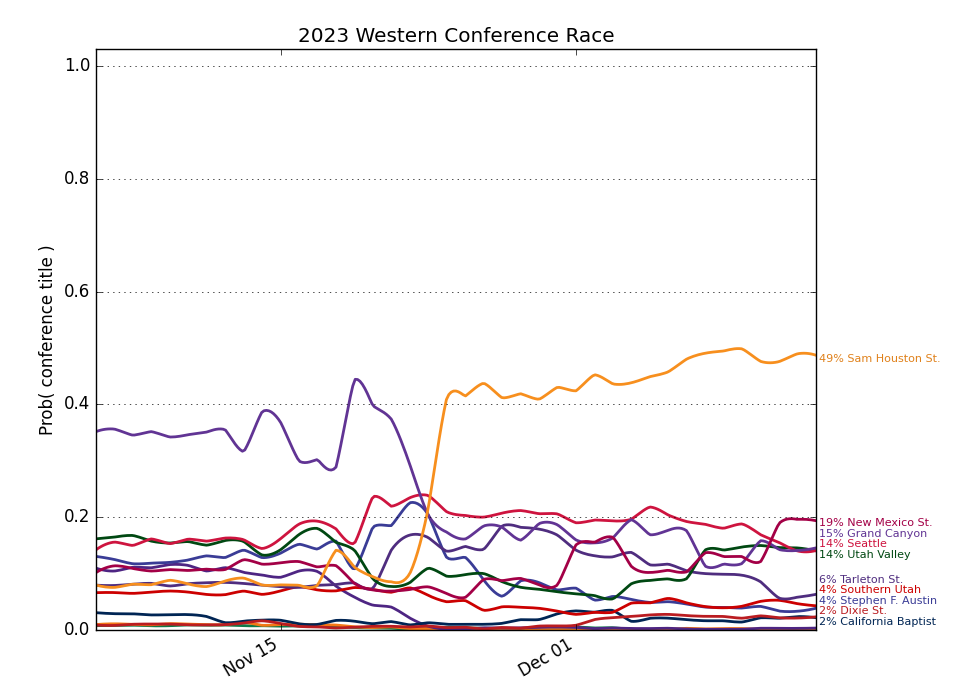 2023 Western Conference Race
Prob( conference title )
1.0
0.8
0.6
0.4
0.2
0.0
Nov 15
Dec 01
49% Sam Houston St.
19% New Mexico St.
15% Grand Canyon
14% Seattle
14% Utah Valley
6% Tarleton St.
4% Southern Utah
4% Stephen F. Austin
2% Dixie St.
2% California Baptist